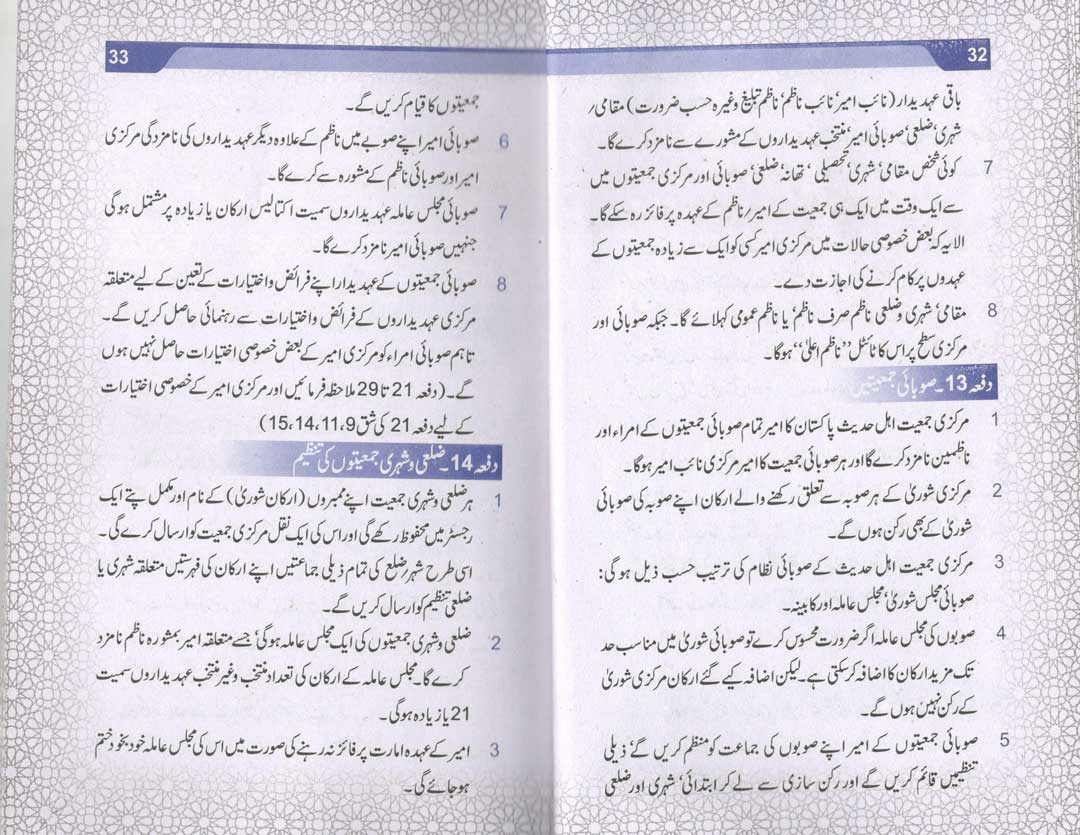 32
باقی عہدیدار (نائب امیر، نائب ناظم، ناظم تبلیغ وغیرہ حسب ضرورت) مقامی/
شہری، ضلعی، صوبائی امیر، منتخب عہدیداروں کے مشورے سے نامزد کرے گا۔
7 کوئی شخص مقامی، شہری، تحصیلی، تھانہ، ضلعی، صوبائی اور مرکزی جمعیتوں میں
سے ایک وقت میں ایک ہی جمعیت کے امیر/ناظم کے عہدہ پر فائز رہ سکے گا۔
الا یہ کہ بعض خصوصی حالات میں مرکزی امیر کسی کو ایک سے زیادہ جمعیتوں کے
عہدوں پر کام کرنے کی اجازت دے۔
8 مقامی، شہری و ضلعی ناظم صرف ناظم، یا ناظم عمومی کہلائے گا۔ جبکہ صوبائی اور
مرکزی سطح پر اس کا ٹائٹل ”ناظم اعلیٰ“ ہوگا۔
دفعہ 13۔ صوبائی جمعیتیں
1 مرکزی جمعیت اہل حدیث پاکستان کا امیر تمام صوبائی جمعیتوں کے امراء اور
ناظمین نامزد کرے گا اور ہر صوبائی جمعیت کا امیر مرکزی نائب امیر ہوگا۔
2 مرکزی شوریٰ کے ہر صوبہ سے تعلق رکھنے والے ارکان اپنے صوبہ کی صوبائی
شوریٰ کے بھی رکن ہوں گے۔
3 مرکزی جمعیت اہل حدیث کے صوبائی نظام کی ترتیب حسب ذیل ہوگی:
صوبائی مجلس شوریٰ، مجلس عاملہ اور کابینہ۔
4 صوبوں کی مجلس عاملہ اگر ضرورت محسوس کرے تو صوبائی شوریٰ میں مناسب حد
تک مزید ارکان کا اضافہ کرسکتی ہے۔ لیکن اضافہ کیے گئے ارکان مرکزی شوریٰ
کے رکن نہیں ہوں گے۔
5 صوبائی جمعیتوں کے امیر اپنے صوبوں کی جماعت کو منظم کریں گے، ذیلی
تنظیمیں قائم کریں گے اور رکن سازی سے لے کر ابتدائی، شہری اور ضلعی
33
جمعیتوں کا قیام کریں گے۔
6 صوبائی امیر اپنے صوبے میں ناظم کے علاوہ دیگر عہدیداروں کی نامزدگی مرکزی
امیر اور صوبائی ناظم کے مشورہ سے کرے گا۔
7 صوبائی مجلس عاملہ عہدیداروں سمیت اکتالیس ارکان یا زیادہ پر مشتمل ہوگی
جنہیں صوبائی امیر نامزد کرے گا۔
8 صوبائی جمعیتوں کے عہدیدار اپنے فرائض و اختیارات کے تعین کے لیے متعلقہ
مرکزی عہدیداروں کے فرائض و اختیارات سے رہنمائی حاصل کریں گے۔
تاہم صوبائی امراء کو مرکزی امیر کے بعض خصوصی اختیارات حاصل نہیں ہوں
گے۔ (دفعہ 21 تا 29 ملاحظہ فرمائیں اور مرکزی امیر کے خصوصی اختیارات
کے لیے دفعہ 21 کی شق 9، 11، 14، 15)
دفعہ 14۔ ضلعی و شہری جمعیتوں کی تنظیم
1 ہر ضلعی و شہری جمعیت اپنے ممبروں (ارکان شوریٰ) کے نام اور مکمل پتے ایک
رجسٹر میں محفوظ رکھے گی اور اس کی ایک نقل مرکزی جمعیت کو ارسال کرے گی۔
اسی طرح شہر/ضلع کی تمام ذیلی جماعتیں اپنے ارکان کی فہرستیں متعلقہ شہری یا
ضلعی تنظیم کو ارسال کریں گے۔
2 ضلعی و شہری جمعیتوں کی ایک مجلس عاملہ ہوگی، جسے متعلقہ امیر بمشورہ ناظم نامزد
کرے گا۔ مجلس عاملہ کے ارکان کی تعداد منتخب وغیر منتخب عہدیداروں سمیت
21 یا زیادہ ہوگی۔
3 امیر کے عہدہ امارت پر فائز نہ رہنے کی صورت میں اس کی مجلس عاملہ خود بخود ختم
ہوجائے گی۔